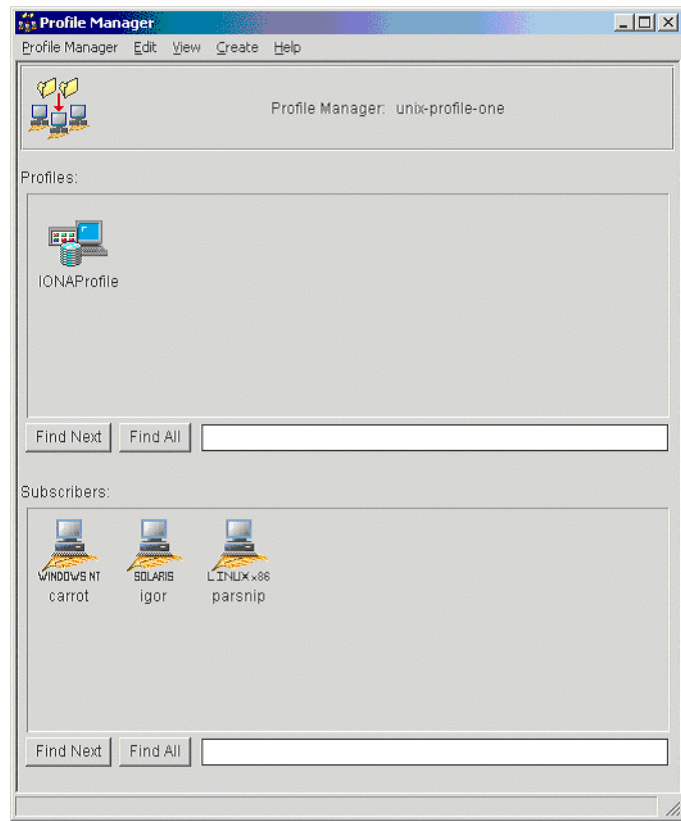 Profile Manager
Profile Manager Edit View Create Help
Profile Manager: unix-profile-one
Profiles:
IONAProfile
Find Next Find All
Subscribers:
WINDOWS NT SOLARIS LINUX x86
carrot igor parsnip
Find Next Find All